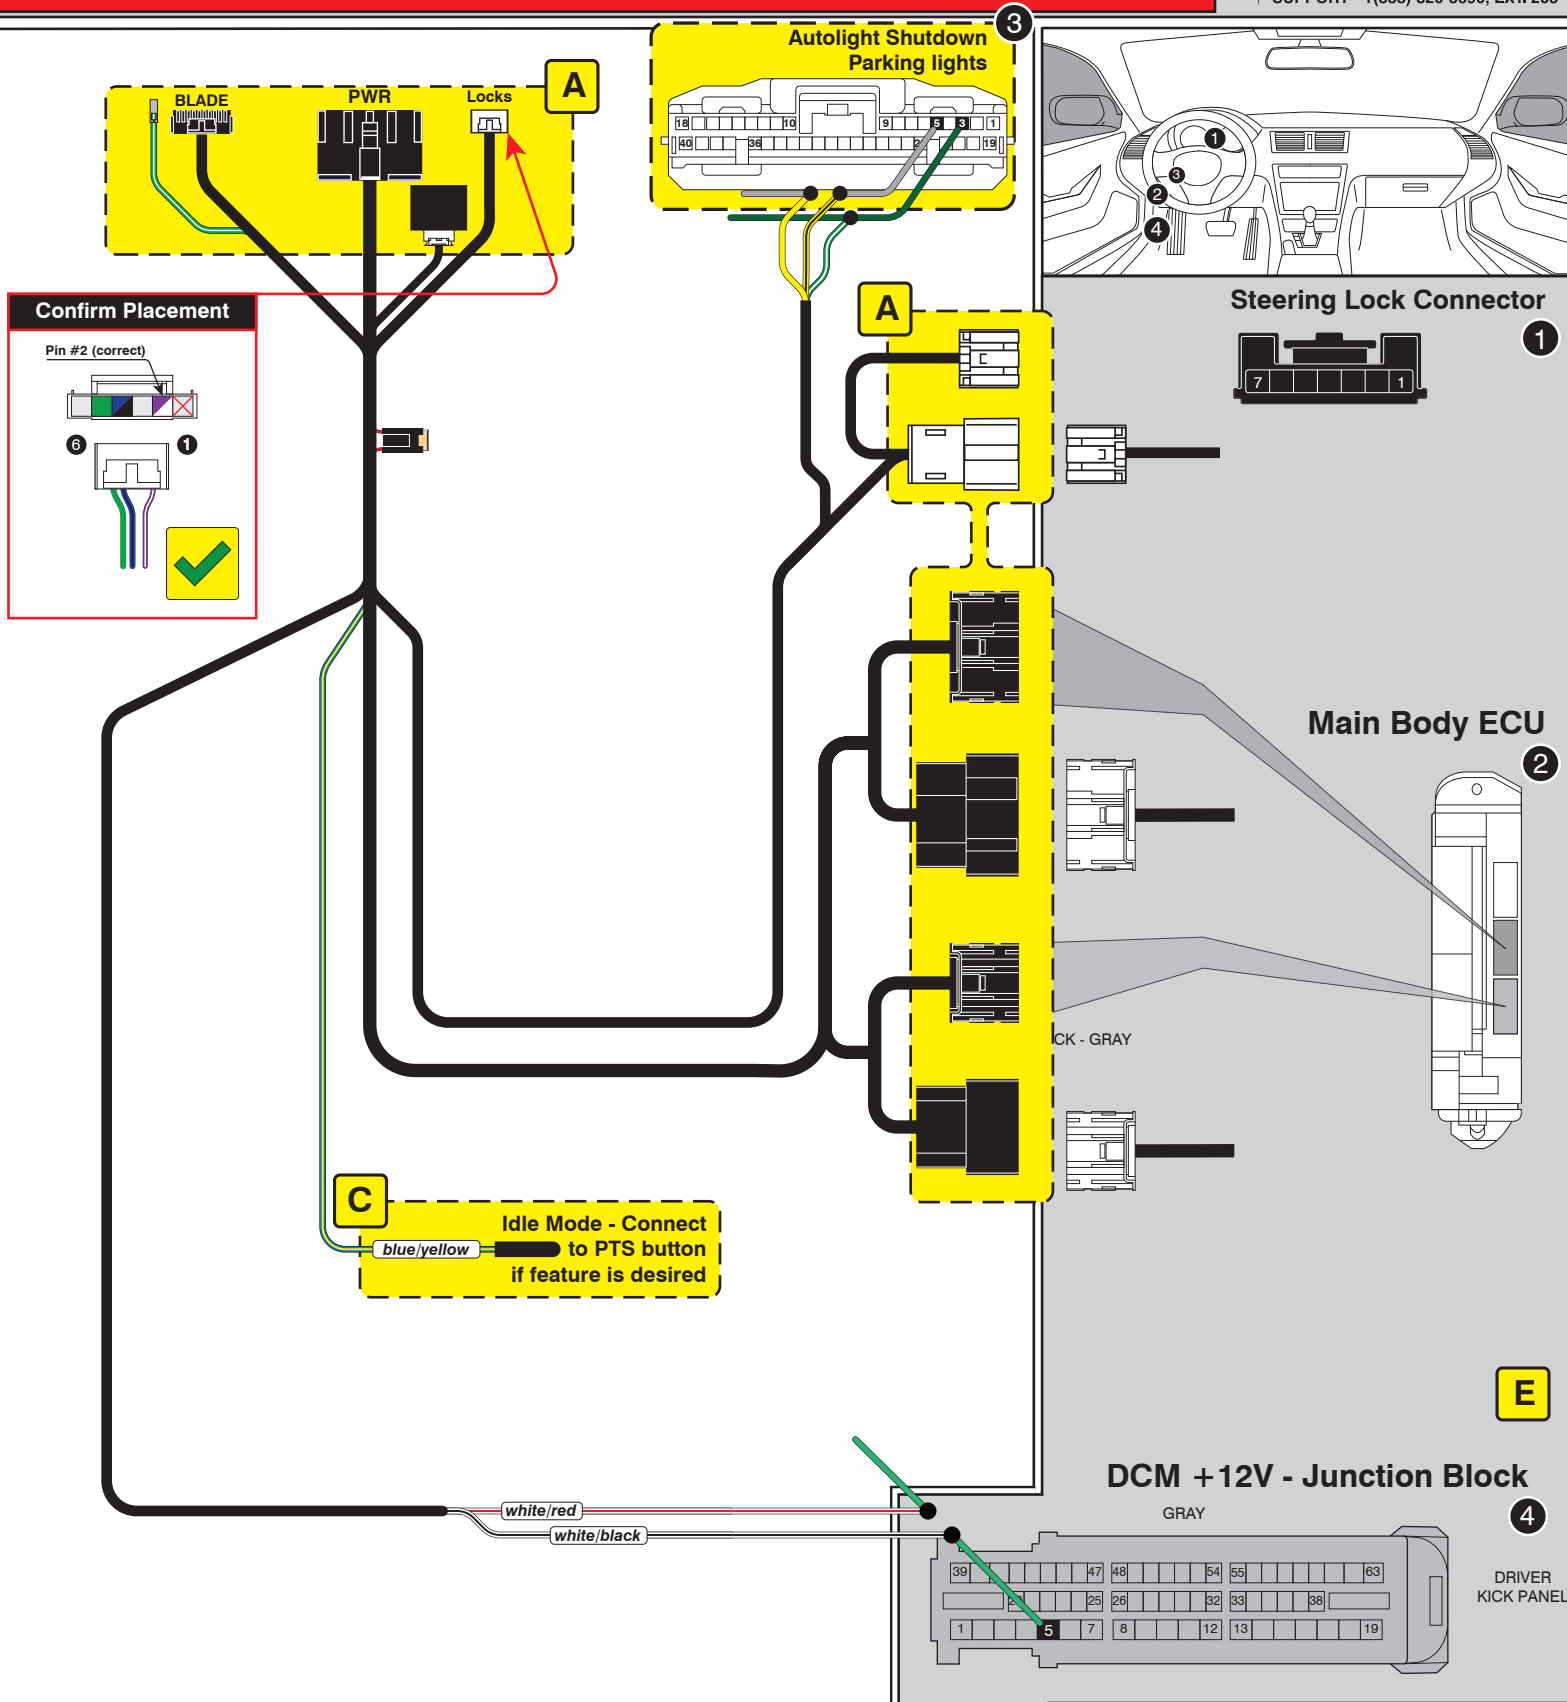 3
Autolight Shutdown
Parking lights
A
BLADE
PWR
Locks
18
10
9
5
3
1
40
36
19
1
3
2
4
Confirm Placement
Pin #2 (correct)
6
1
A
Steering Lock Connector
1
7
1
Main Body ECU
2
CK - GRAY
C
Idle Mode - Connect
to PTS button
if feature is desired
blue/yellow
E
DCM +12V - Junction Block
GRAY
4
DRIVER
KICK PANEL
white/red
white/black
39
47
48
54
55
63
25
26
32
33
38
1
5
7
8
12
13
19